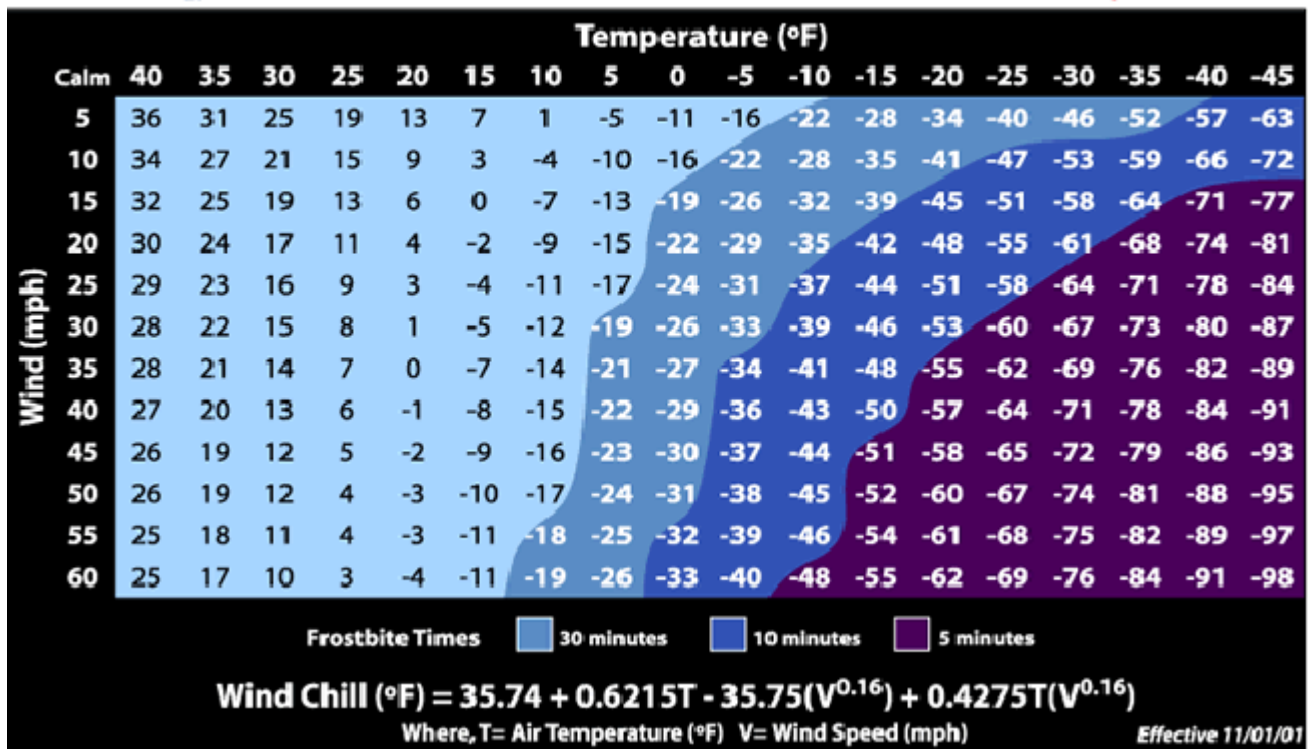 Temperature (ºF)
Calm 40 35 30 25 20 15 10 5 0 -5 -10 -15 -20 -25 -30 -35 -40 -45
5 36 31 25 19 13 7 1 -5 -11 -16 -22 -28 -34 -40 -46 -52 -57 -63
10 34 27 21 15 9 3 -4 -10 -16 -22 -28 -35 -41 -47 -53 -59 -66 -72
15 32 25 19 13 6 0 -7 -13 -19 -26 -32 -39 -45 -51 -58 -64 -71 -77
20 30 24 17 11 4 -2 -9 -15 -22 -29 -35 -42 -48 -55 -61 -68 -74 -81
25 29 23 16 9 3 -4 -11 -17 -24 -31 -37 -44 -51 -58 -64 -71 -78 -84
30 28 22 15 8 1 -5 -12 -19 -26 -33 -39 -46 -53 -60 -67 -73 -80 -87
35 28 21 14 7 0 -7 -14 -21 -27 -34 -41 -48 -55 -62 -69 -76 -82 -89
40 27 20 13 6 -1 -8 -15 -22 -29 -36 -43 -50 -57 -64 -71 -78 -84 -91
45 26 19 12 5 -2 -9 -16 -23 -30 -37 -44 -51 -58 -65 -72 -79 -86 -93
50 26 19 12 4 -3 -10 -17 -24 -31 -38 -45 -52 -60 -67 -74 -81 -88 -95
55 25 18 11 4 -3 -11 -18 -25 -32 -39 -46 -54 -61 -68 -75 -82 -89 -97
60 25 17 10 3 -4 -11 -19 -26 -33 -40 -48 -55 -62 -69 -76 -84 -91 -98
Wind (mph)
Frostbite Times 30 minutes 10 minutes 5 minutes
Wind Chill (ºF) = 35.74 + 0.6215T - 35.75(V^0.16) + 0.4275T(V^0.16)
Where, T= Air Temperature (ºF) V= Wind Speed (mph) Effective 11/01/01